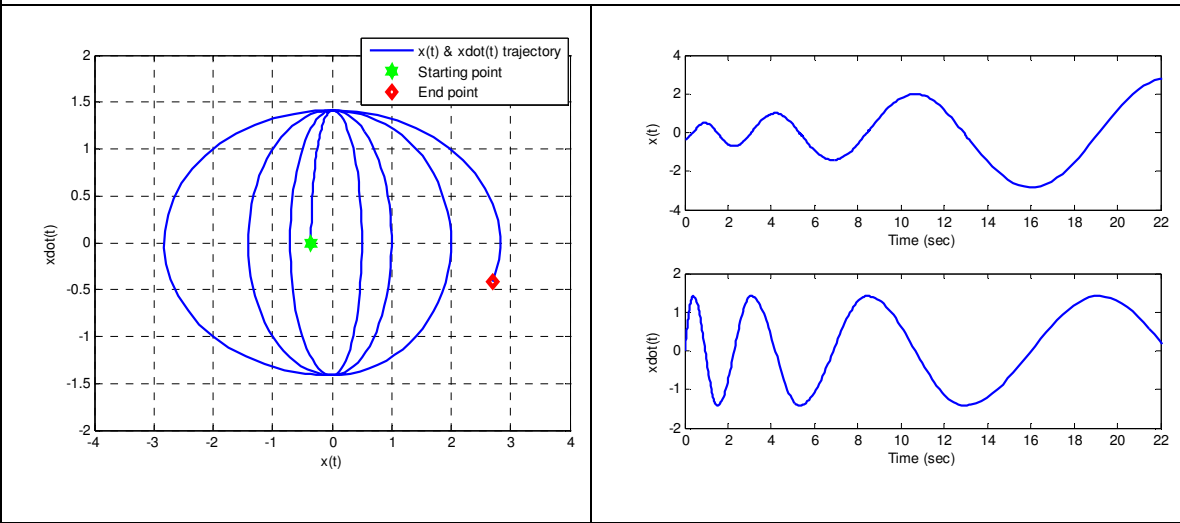 x(t) & xdot(t) trajectory
Starting point
End point
2
1.5
1
0.5
0
-0.5
-1
-1.5
-2
-4 -3 -2 -1 0 1 2 3 4
xdot(t)
x(t)
4
2
0
-2
-4
0 2 4 6 8 10 12 14 16 18 20 22
x(t)
Time (sec)
2
1
0
-1
-2
0 2 4 6 8 10 12 14 16 18 20 22
xdot(t)
Time (sec)